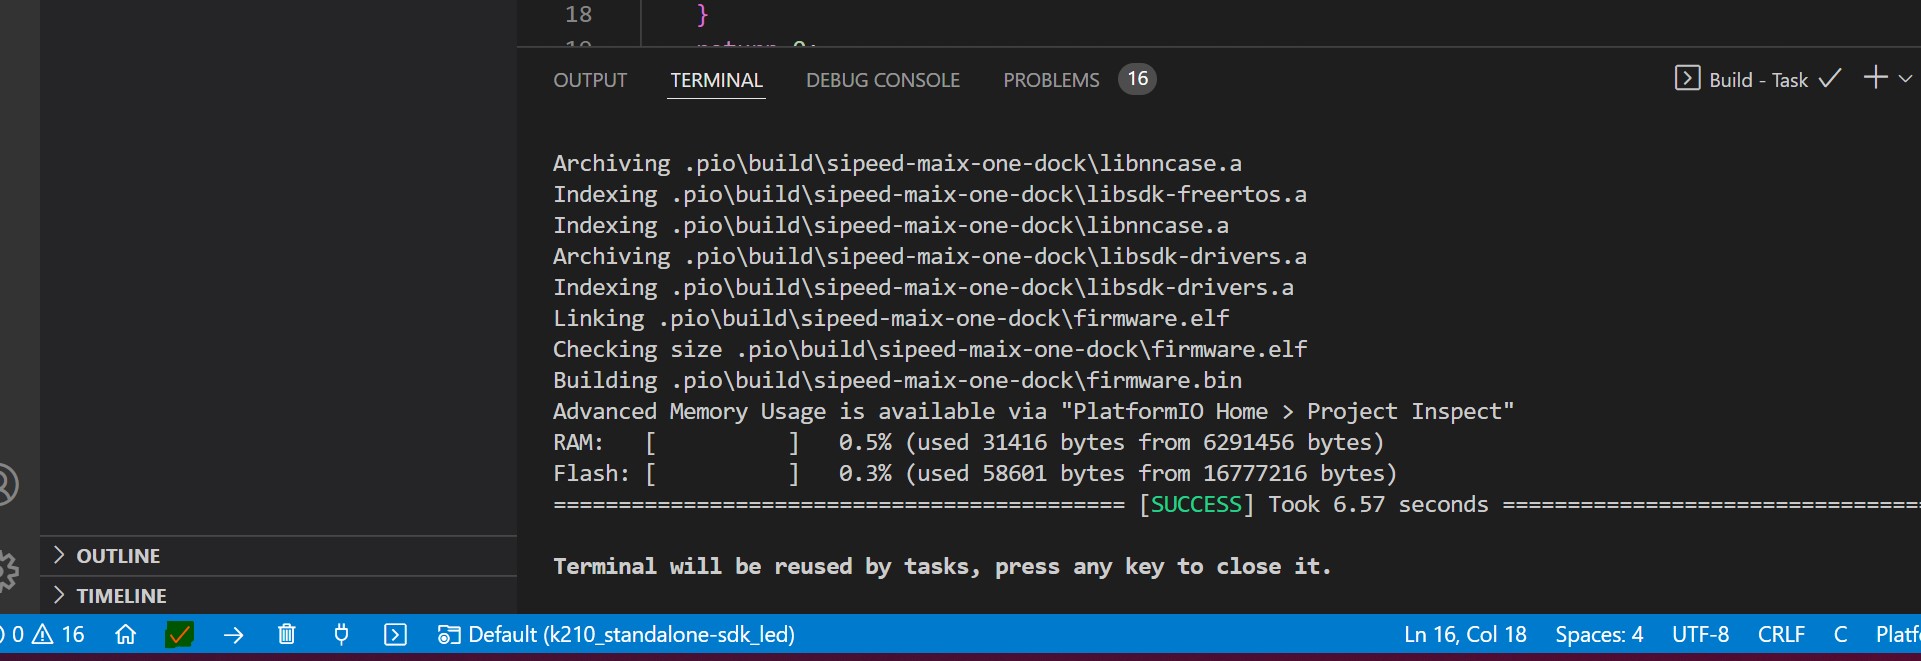 18 }
OUTPUT TERMINAL DEBUG CONSOLE PROBLEMS 16 Build - Task
Archiving .pio\build\sipeed-maix-one-dock\libnncase.a
Indexing .pio\build\sipeed-maix-one-dock\libsdk-freertos.a
Indexing .pio\build\sipeed-maix-one-dock\libnncase.a
Archiving .pio\build\sipeed-maix-one-dock\libsdk-drivers.a
Indexing .pio\build\sipeed-maix-one-dock\libsdk-drivers.a
Linking .pio\build\sipeed-maix-one-dock\firmware.elf
Checking size .pio\build\sipeed-maix-one-dock\firmware.elf
Building .pio\build\sipeed-maix-one-dock\firmware.bin
Advanced Memory Usage is available via "PlatformIO Home > Project Inspect"
RAM:   [          ]   0.5% (used 31416 bytes from 6291456 bytes)
Flash: [          ]   0.3% (used 58601 bytes from 16777216 bytes)
============================================ [SUCCESS] Took 6.57 seconds ================================
Terminal will be reused by tasks, press any key to close it.
OUTLINE
TIMELINE
0 16 Default (k210_standalone-sdk_led) Ln 16, Col 18 Spaces: 4 UTF-8 CRLF C